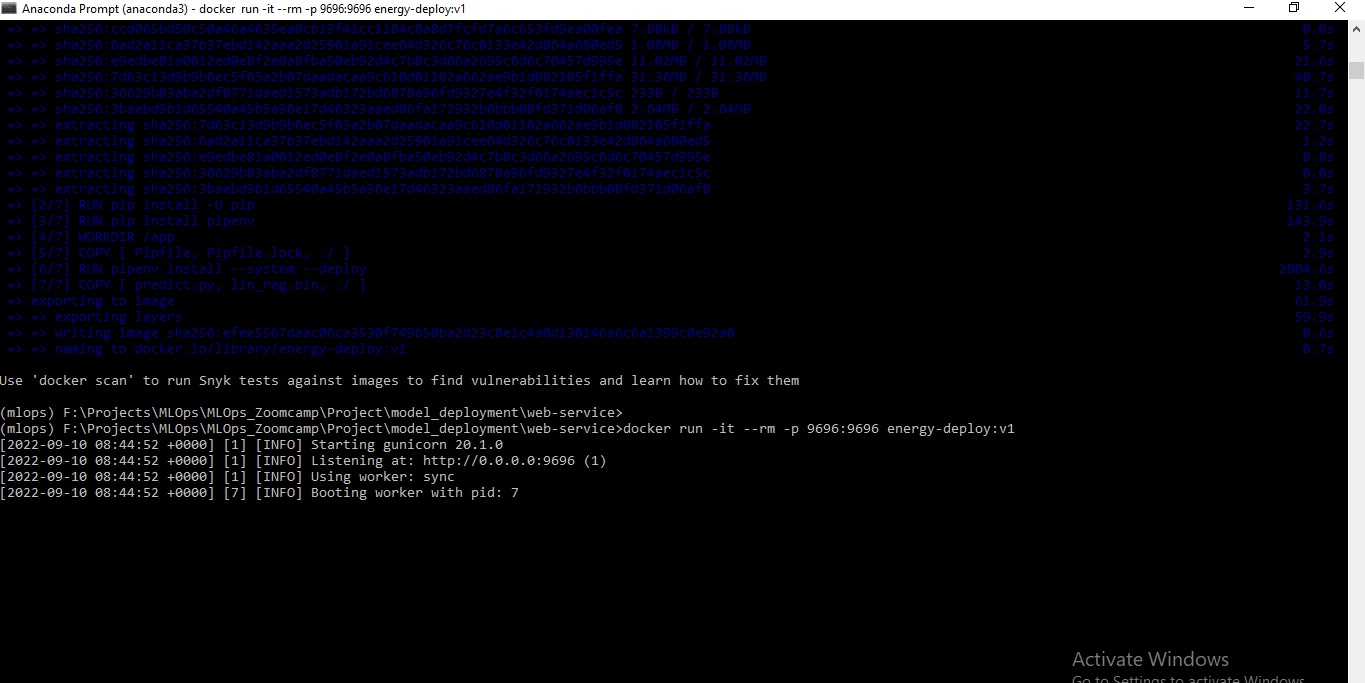 Anaconda Prompt (anaconda3) - docker run -it --rm -p 9696:9696 energy-deploy:v1
=> => sha256:ccd065bd50c50a46a4635ea0cb19f41cc1184c8a8d7fcfd7a6c653fd9ea00fea 7.88kB / 7.88kB 0.0s
=> => sha256:6ad2a11ca37b37ebd142aaa2d25901a91cee64d326c76c0133e42d864a680ed5 1.08MB / 1.08MB 5.7s
=> => sha256:e9edbe81a0012ed0e8f2e0a8fba50eb92d4c7b8c3d66a2695c6d6c70457d995e 11.02MB / 11.02MB 21.6s
=> => sha256:7d63c13d9b9b6ec5f05a2b07daadacaa9c610d01102a662ae9b1d082105f1ffa 31.36MB / 31.36MB 48.7s
=> => sha256:36629b83aba2df8771daed1573adb172bd6878a96fd9327e4f32f0174aec1c5c 233B / 233B 11.7s
=> => sha256:3baebd9b1d65540a45b5a96e17d46323aaed86fa172932b6bbb08fd371d06af8 2.64MB / 2.64MB 22.0s
=> => extracting sha256:7d63c13d9b9b6ec5f05a2b07daadacaa9c610d01102a662ae9b1d082105f1ffa 22.7s
=> => extracting sha256:6ad2a11ca37b37ebd142aaa2d25901a91cee64d326c76c0133e42d864a680ed5 1.2s
=> => extracting sha256:e9edbe81a0012ed0e8f2e0a8fba50eb92d4c7b8c3d66a2695c6d6c70457d995e 8.8s
=> => extracting sha256:36629b83aba2df8771daed1573adb172bd6878a96fd9327e4f32f0174aec1c5c 0.0s
=> => extracting sha256:3baebd9b1d65540a45b5a96e17d46323aaed86fa172932b6bbb08fd371d06af8 3.7s
=> [2/7] RUN pip install -U pip 131.6s
=> [3/7] RUN pip install pipenv 143.9s
=> [4/7] WORKDIR /app 2.1s
=> [5/7] COPY [ Pipfile, Pipfile.lock, ./ ] 2.9s
=> [6/7] RUN pipenv install --system --deploy 2804.6s
=> [7/7] COPY [ predict.py, lin_reg.bin, ./ ] 13.0s
=> exporting to image 61.9s
=> => exporting layers 59.9s
=> => writing image sha256:efee5567daac06ca3530f749b58ba2d23c8e1c4a0d130146a6c6a1399c0e92a0 0.6s
=> => naming to docker.io/library/energy-deploy:v1 0.7s
Use 'docker scan' to run Snyk tests against images to find vulnerabilities and learn how to fix them
(mlops) F:\Projects\MLOps\MLOps_Zoomcamp\Project\model_deployment\web-service>
(mlops) F:\Projects\MLOps\MLOps_Zoomcamp\Project\model_deployment\web-service>docker run -it --rm -p 9696:9696 energy-deploy:v1
[2022-09-10 08:44:52 +0000] [1] [INFO] Starting gunicorn 20.1.0
[2022-09-10 08:44:52 +0000] [1] [INFO] Listening at: http://0.0.0.0:9696 (1)
[2022-09-10 08:44:52 +0000] [1] [INFO] Using worker: sync
[2022-09-10 08:44:52 +0000] [7] [INFO] Booting worker with pid: 7
Activate Windows
Go to Settings to activate Windows.